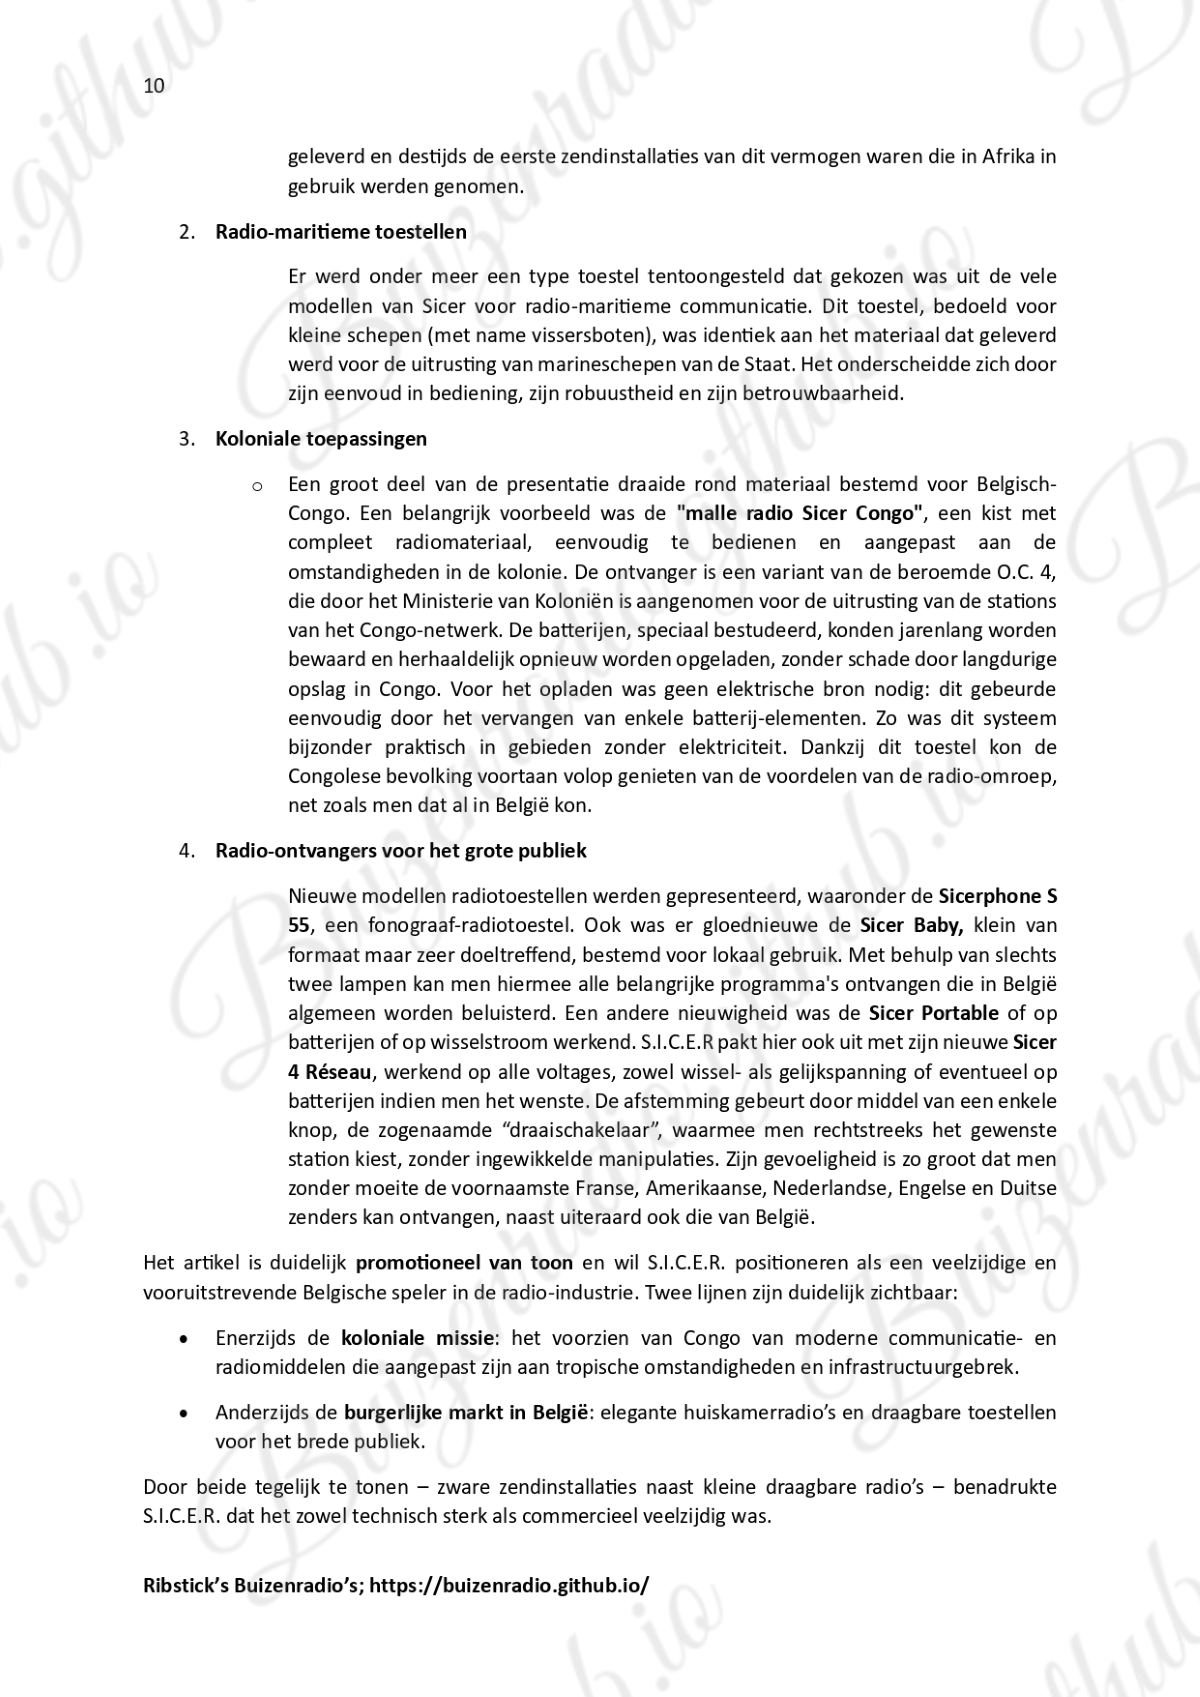 10
geleverd en destijds de eerste zendinstallaties van dit vermogen waren die in Afrika in
gebruik werden genomen.
2. Radio-maritieme toestellen
Er werd onder meer een type toestel tentoongesteld dat gekozen was uit de vele
modellen van Sicer voor radio-maritieme communicatie. Dit toestel, bedoeld voor
kleine schepen (met name vissersboten), was identiek aan het materiaal dat geleverd
werd voor de uitrusting van marineschepen van de Staat. Het onderscheidde zich door
zijn eenvoud in bediening, zijn robuustheid en zijn betrouwbaarheid.
3. Koloniale toepassingen
o Een groot deel van de presentatie draaide rond materiaal bestemd voor Belgisch-
Congo. Een belangrijk voorbeeld was de "malle radio Sicer Congo", een kist met
compleet radiomateriaal, eenvoudig te bedienen en aangepast aan de
omstandigheden in de kolonie. De ontvanger is een variant van de beroemde O.C. 4,
die door het Ministerie van Koloniën is aangenomen voor de uitrusting van de stations
van het Congo-netwerk. De batterijen, speciaal bestudeerd, konden jarenlang worden
bewaard en herhaaldelijk opnieuw worden opgeladen, zonder schade door langdurige
opslag in Congo. Voor het opladen was geen elektrische bron nodig: dit gebeurde
eenvoudig door het vervangen van enkele batterij-elementen. Zo was dit systeem
bijzonder praktisch in gebieden zonder elektriciteit. Dankzij dit toestel kon de
Congolese bevolking voortaan volop genieten van de voordelen van de radio-omroep,
net zoals men dat al in België kon.
4. Radio-ontvangers voor het grote publiek
Nieuwe modellen radiotoestellen werden gepresenteerd, waaronder de Sicerphone S
55, een fonograaf-radiotoestel. Ook was er gloednieuwe de Sicer Baby, klein van
formaat maar zeer doeltreffend, bestemd voor lokaal gebruik. Met behulp van slechts
twee lampen kan men hiermee alle belangrijke programma's ontvangen die in België
algemeen worden beluisterd. Een andere nieuwigheid was de Sicer Portable of op
batterijen of op wisselstroom werkend. S.I.C.E.R pakt hier ook uit met zijn nieuwe Sicer
4 Réseau, werkend op alle voltages, zowel wissel- als gelijkspanning of eventueel op
batterijen indien men het wenste. De afstemming gebeurt door middel van een enkele
knop, de zogenaamde “draaischakelaar”, waarmee men rechtstreeks het gewenste
station kiest, zonder ingewikkelde manipulaties. Zijn gevoeligheid is zo groot dat men
zonder moeite de voornaamste Franse, Amerikaanse, Nederlandse, Engelse en Duitse
zenders kan ontvangen, naast uiteraard ook die van België.
Het artikel is duidelijk promotioneel van toon en wil S.I.C.E.R. positioneren als een veelzijdige en
vooruitstrevende Belgische speler in de radio-industrie. Twee lijnen zijn duidelijk zichtbaar:
• Enerzijds de koloniale missie: het voorzien van Congo van moderne communicatie- en
radiomiddelen die aangepast zijn aan tropische omstandigheden en infrastructuurgebrek.
• Anderzijds de burgerlijke markt in België: elegante huiskamerradio’s en draagbare toestellen
voor het brede publiek.
Door beide tegelijk te tonen – zware zendinstallaties naast kleine draagbare radio’s – benadrukte
S.I.C.E.R. dat het zowel technisch sterk als commercieel veelzijdig was.
Ribstick’s Buizenradio’s; https://buizenradio.github.io/
Buizenradio.github.io